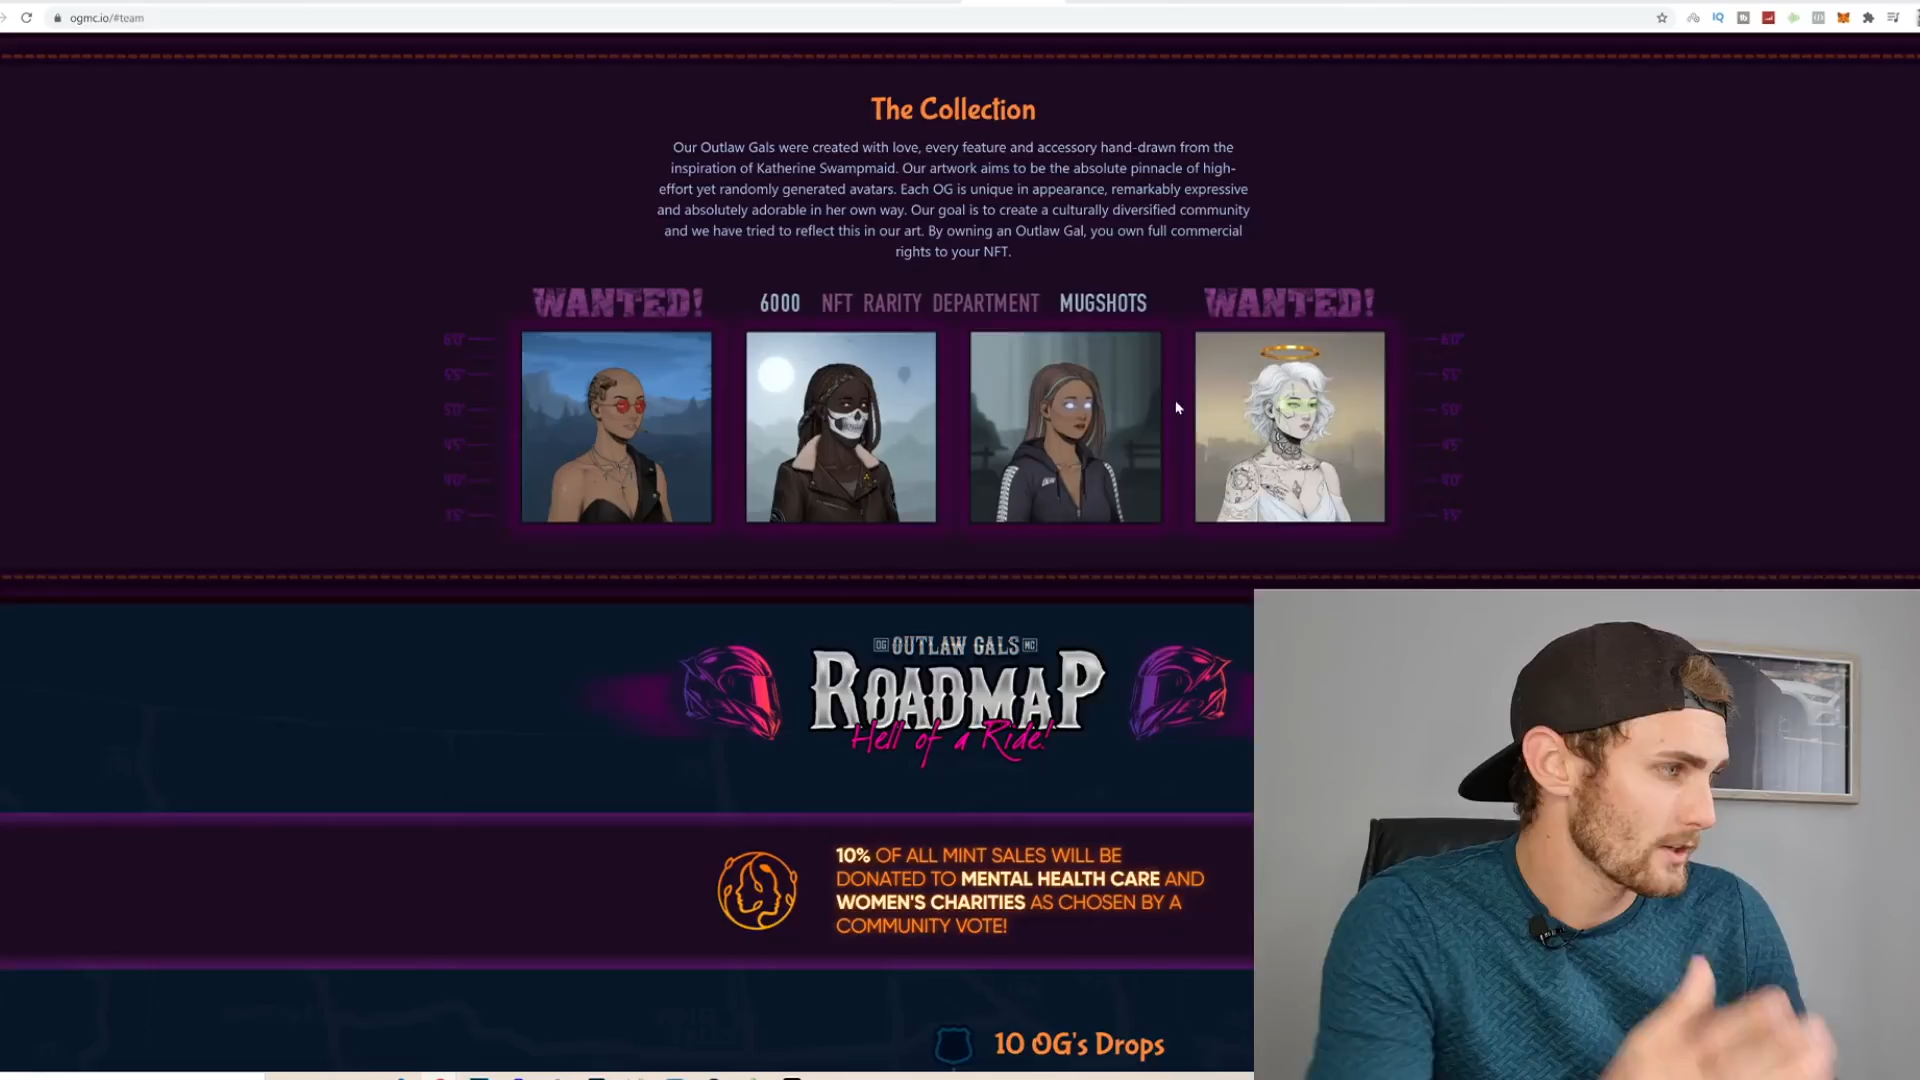 ogmc.io/#team
The Collection
Our Outlaw Gals were created with love, every feature and accessory hand-drawn from the
inspiration of Katherine Swampmaid. Our artwork aims to be the absolute pinnacle of high-
effort yet randomly generated avatars. Each OG is unique in appearance, remarkably expressive
and absolutely adorable in her own way. Our goal is to create a culturally diversified community
and we have tried to reflect this in our art. By owning an Outlaw Gal, you own full commercial
rights to your NFT.
WANTED! 6000 NFT RARITY DEPARTMENT MUGSHOTS WANTED!
OG OUTLAW GALS MC
ROADMAP
Hell of a Ride!
10% OF ALL MINT SALES WILL BE
DONATED TO MENTAL HEALTH CARE AND
WOMEN'S CHARITIES AS CHOSEN BY A
COMMUNITY VOTE!
10 OG's Drops